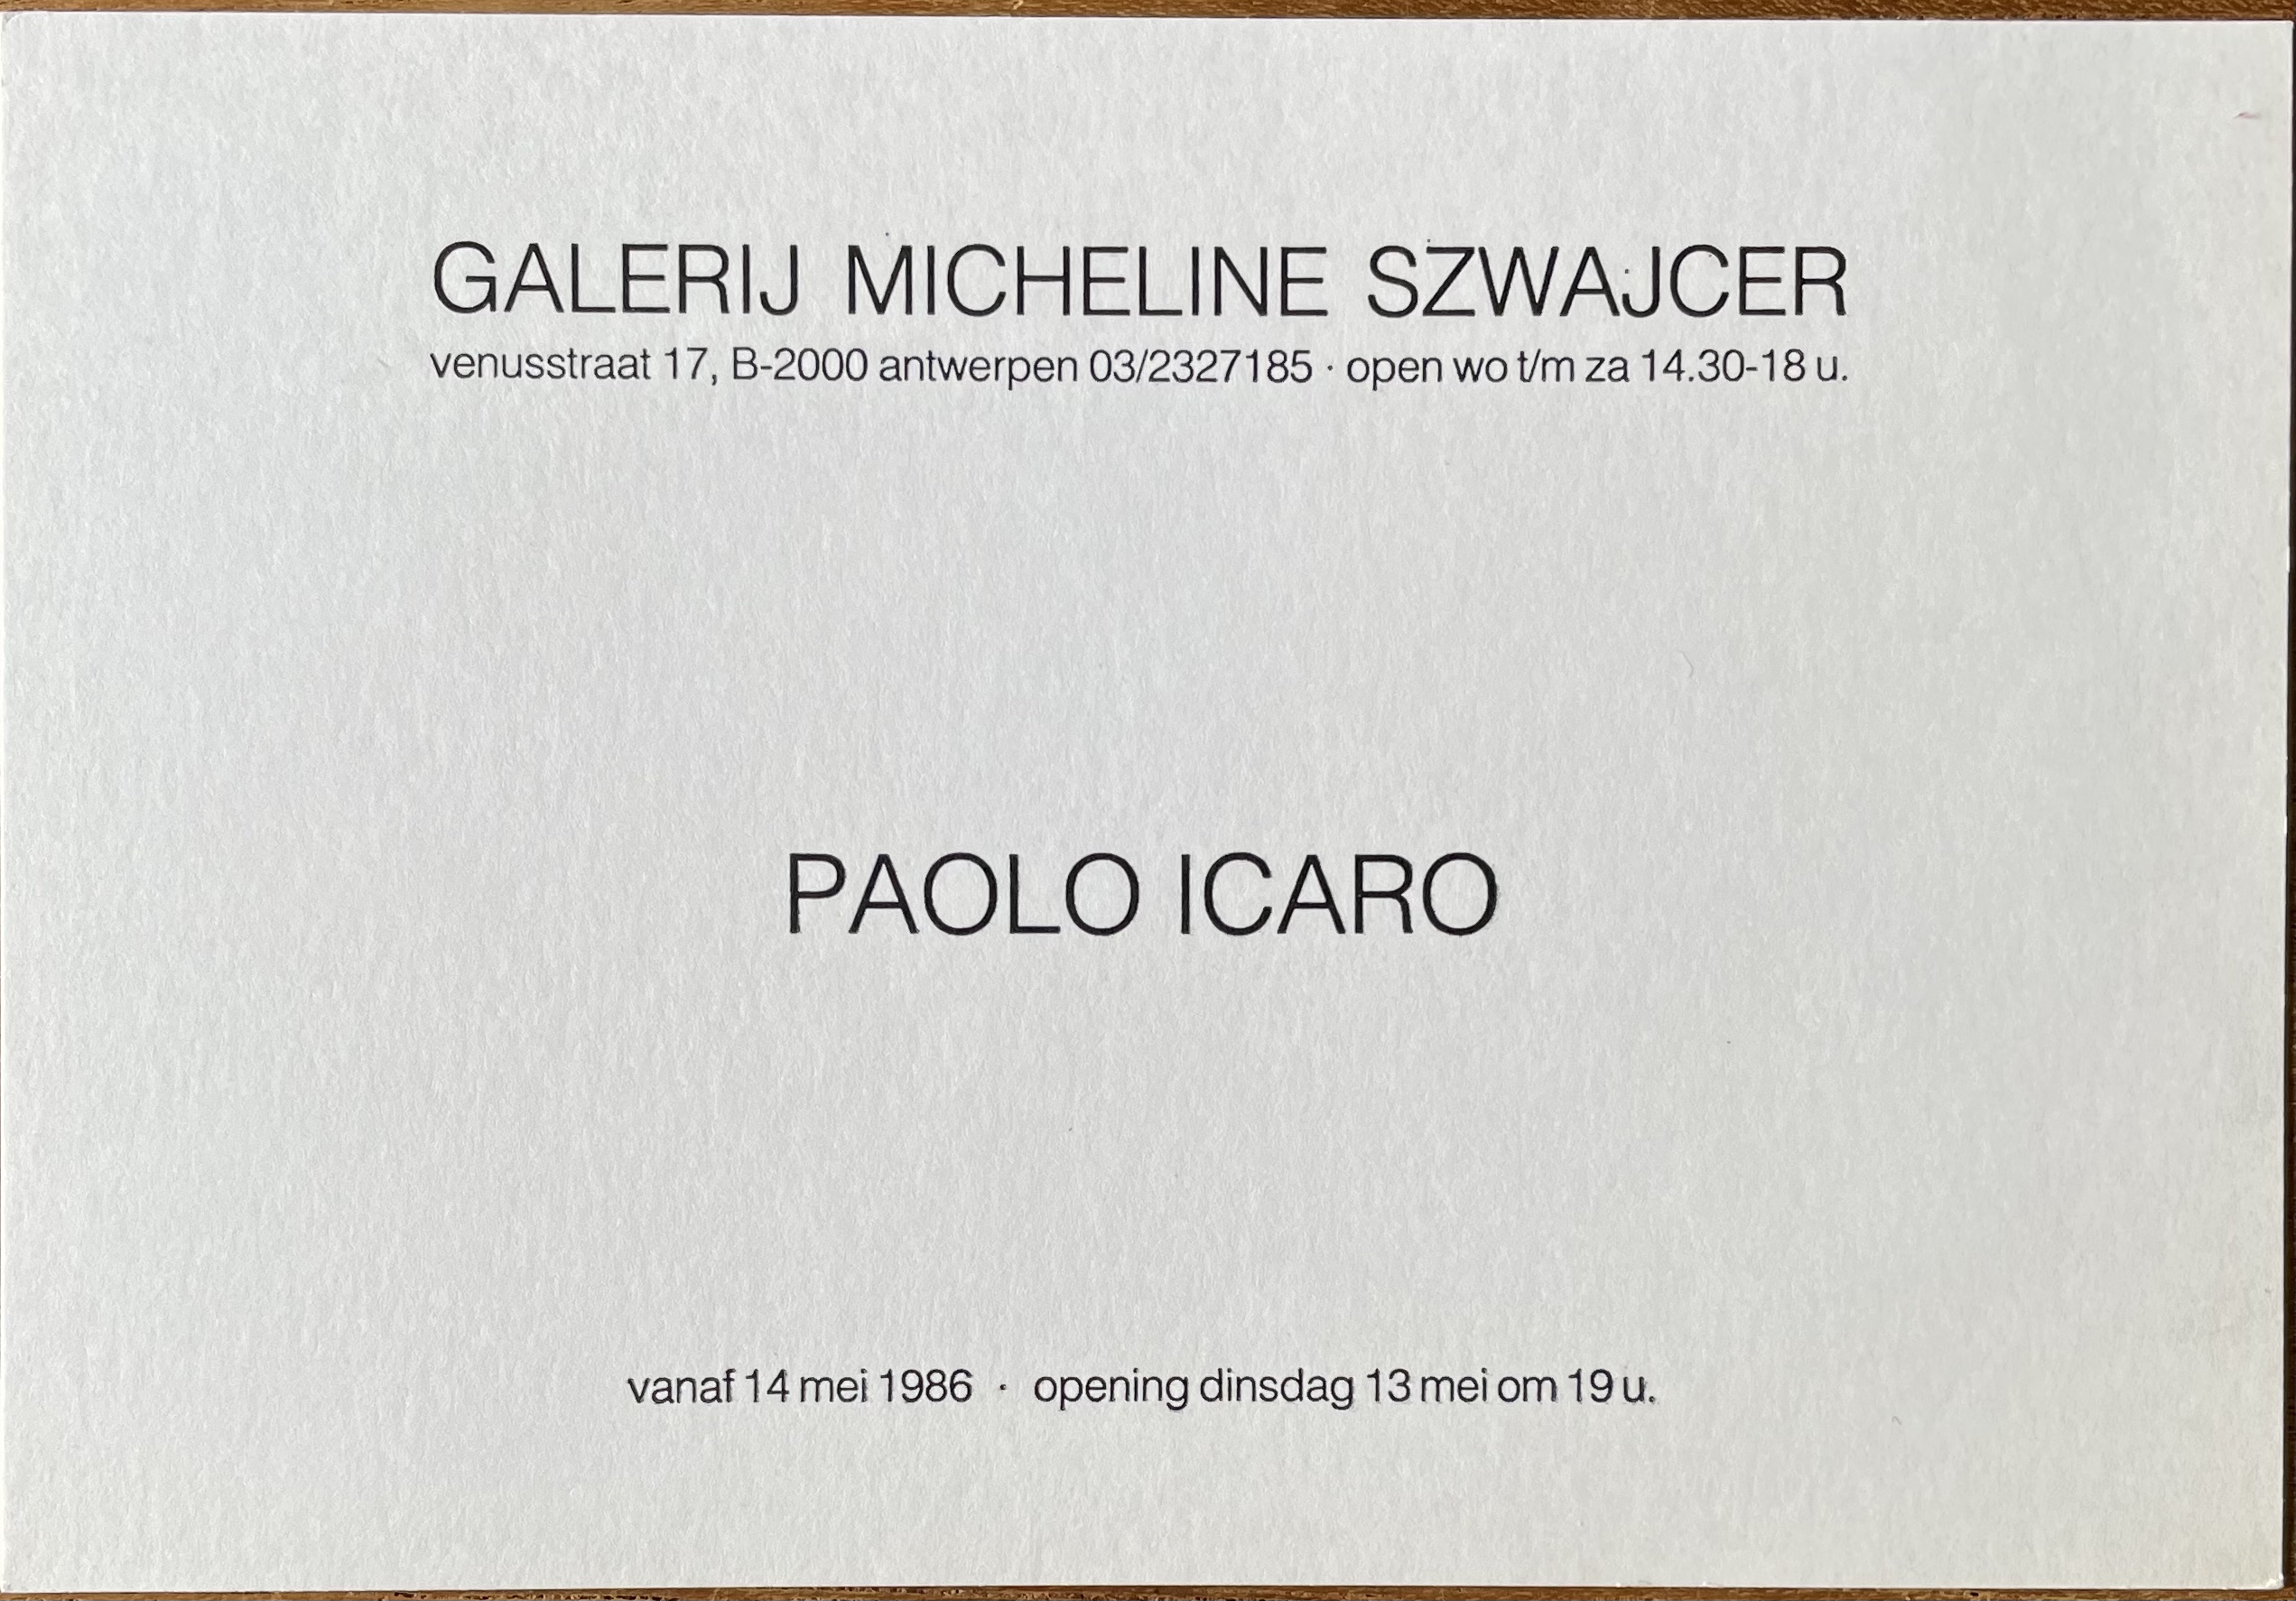 GALERIJ MICHELINE SZWAJCER
venusstraat 17, B-2000 antwerpen 03/2327185 · open wo t/m za 14.30-18 u.
PAOLO ICARO
vanaf 14 mei 1986 · opening dinsdag 13 mei om 19 u.